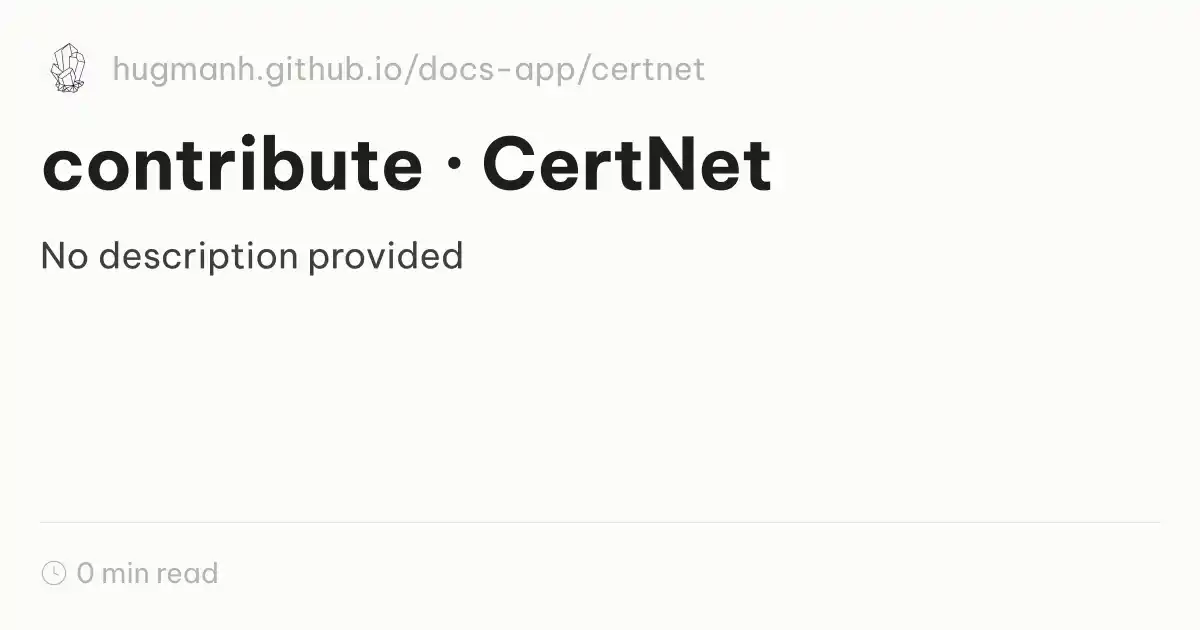 hugmanh.github.io/docs-app/certnet
contribute · CertNet
No description provided
0 min read